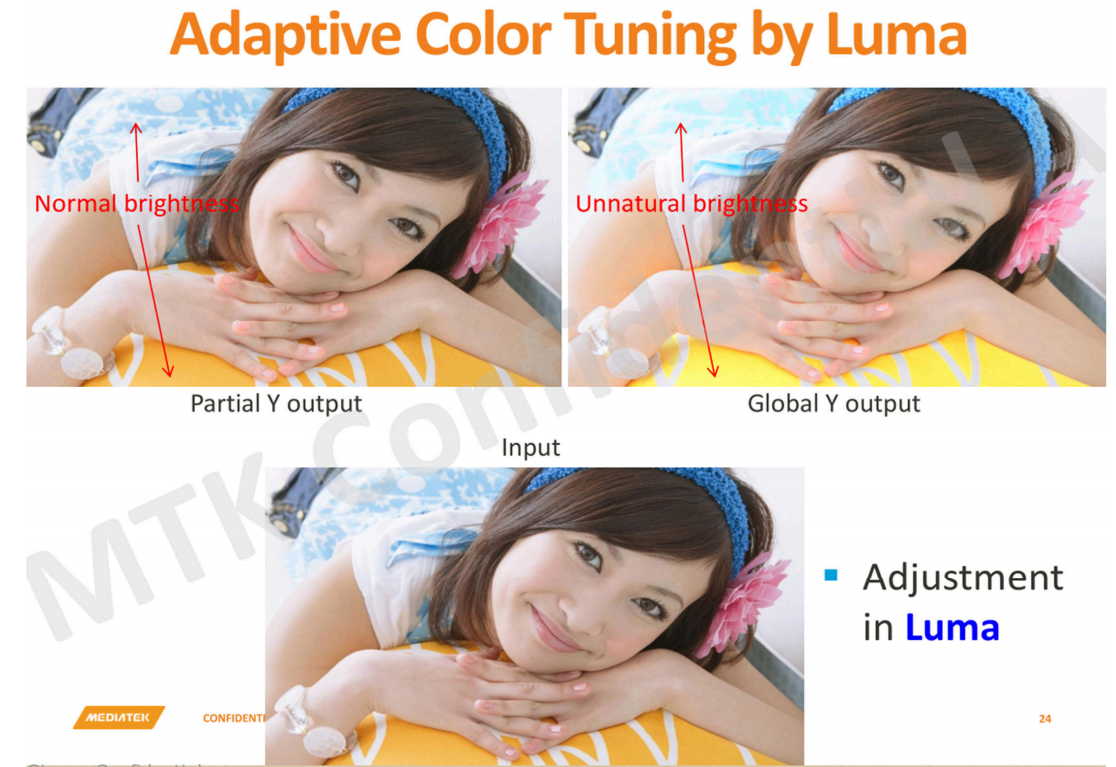 Adaptive Color Tuning by Luma
Normal brightness
Unnatural brightness
Partial Y output
Global Y output
Input
Adjustment
in Luma
MTK Confidential
MEDIATEK
CONFIDENTI
24